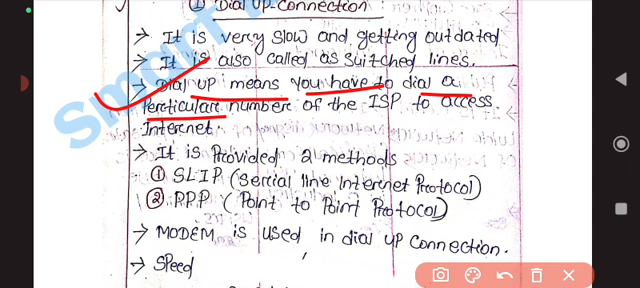 ① Dial UP Connection :
→ It is very slow and getting outdated
→ It is also called as Suitched lines.
→ Dial UP means you have to dial a
Perticular number of the ISP to access
Internet.
→ It is Provided 2 methods
① SLIP (Serial line Internet Protocol)
② PPP (Point to Point Protocol)
→ MODEM is used in dial up connection.
→ SPeed